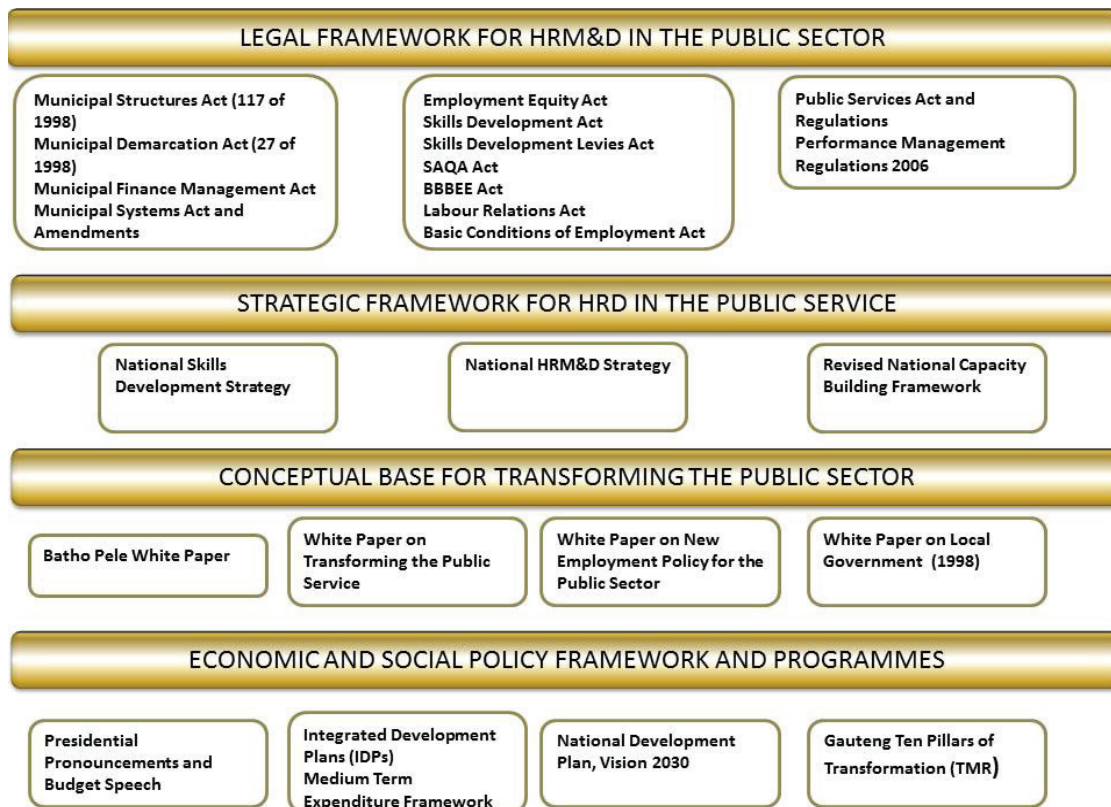 LEGAL FRAMEWORK FOR HRM&D IN THE PUBLIC SECTOR
Municipal Structures Act (117 of
1998)
Municipal Demarcation Act (27 of
1998)
Municipal Finance Management Act
Municipal Systems Act and
Amendments
Employment Equity Act
Skills Development Act
Skills Development Levies Act
SAQA Act
BBBEE Act
Labour Relations Act
Basic Conditions of Employment Act
Public Services Act and
Regulations
Performance Management
Regulations 2006
STRATEGIC FRAMEWORK FOR HRD IN THE PUBLIC SERVICE
National Skills
Development Strategy
National HRM&D Strategy
Revised National Capacity
Building Framework
CONCEPTUAL BASE FOR TRANSFORMING THE PUBLIC SECTOR
Batho Pele White Paper
White Paper on
Transforming the Public
Service
White Paper on New
Employment Policy for the
Public Sector
White Paper on Local
Government (1998)
ECONOMIC AND SOCIAL POLICY FRAMEWORK AND PROGRAMMES
Presidential
Pronouncements and
Budget Speech
Integrated Development
Plans (IDPs)
Medium Term
Expenditure Framework
National Development
Plan, Vision 2030
Gauteng Ten Pillars of
Transformation (TMR)